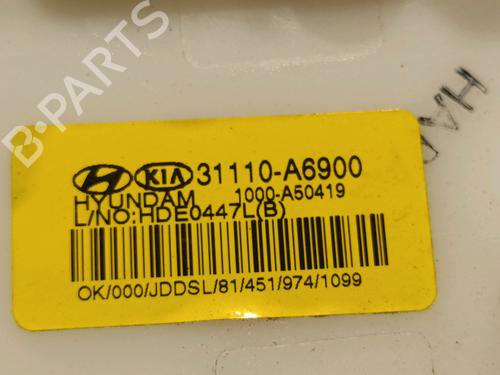 KIA 31110-A6900
HYUNDAM 1000-A50419
L/NO:HDE0447L(B)
OK/000/JDDSL/81/451/974/1099
B-Parts